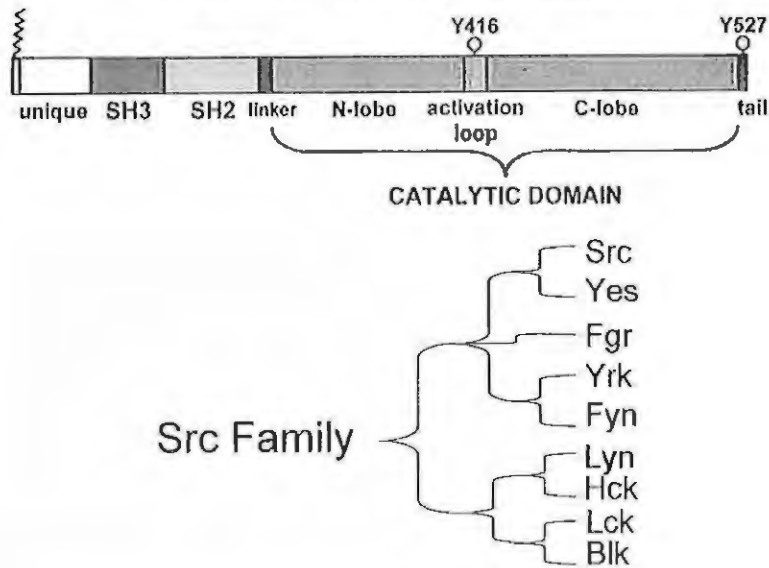 Y416 Y527
unique SH3 SH2 linker N-lobe activation loop C-lobe tail
CATALYTIC DOMAIN
Src
Yes
Fgr
Yrk
Fyn
Src Family
Lyn
Hck
Lck
Blk